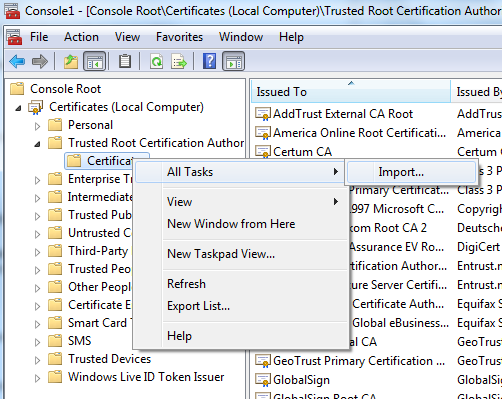 Console1 - [Console Root\Certificates (Local Computer)\Trusted Root Certification Author
File Action View Favorites Window Help
Console Root
Certificates (Local Computer)
Personal
Trusted Root Certification Author
Certificat
Enterprise Tr
Intermediate
Trusted Pub
Untrusted C
Third-Party
Trusted Peo
Other People
Certificate E
Smart Card T
SMS
Trusted Devices
Windows Live ID Token Issuer
All Tasks
View
New Window from Here
New Taskpad View...
Refresh
Export List...
Help
Import...
Issued To Issued By
AddTrust External CA Root AddTrust
America Online Root Certificati... America O
Certum CA Certum C
Class 3 P
Primary Certificat... Class 3 P
1997 Microsoft C... Copyrigh
kom Root CA 2 Deutsche
Assurance EV Ro... DigiCert
ertification Author... Entrust.n
ure Server Certifi... Entrust.n
Certificate Auth... Equifax S
Global eBusiness... Equifax S
al CA GeoTrust
GeoTrust Primary Certification ... GeoTrust
GlobalSign GlobalSig
GlobalSign Root CA GlobalSig